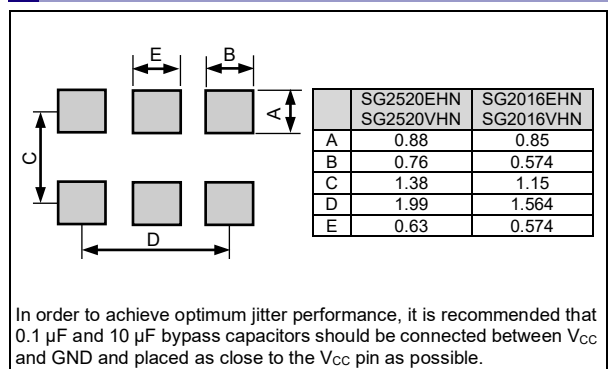 E B
A
C
D
SG2520EHN SG2016EHN
SG2520VHN SG2016VHN
A 0.88 0.85
B 0.76 0.574
C 1.38 1.15
D 1.99 1.564
E 0.63 0.574
In order to achieve optimum jitter performance, it is recommended that
0.1 µF and 10 µF bypass capacitors should be connected between VCC
and GND and placed as close to the VCC pin as possible.